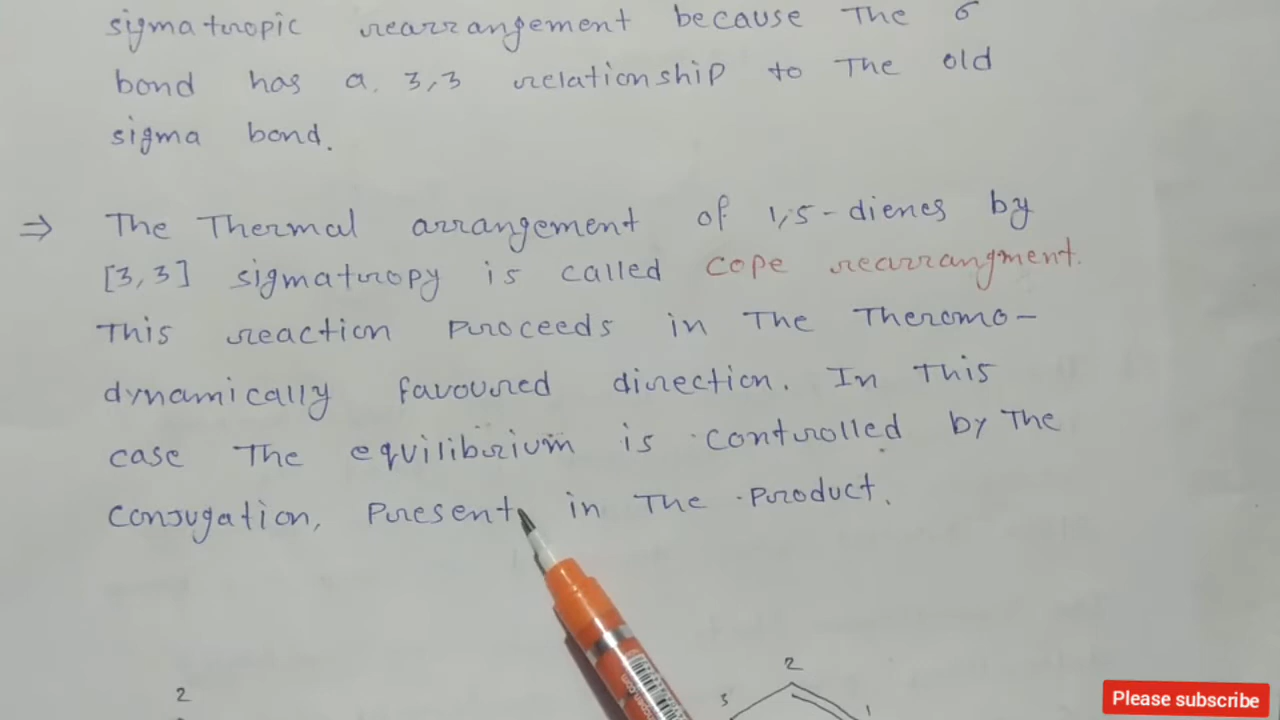 sigmatropic rearrangement because The σ
bond has a 3,3 relationship to The old
sigma bond.
⇒ The Thermal arrangement of 1,5-dienes by
[3,3] sigmatropy is called cope rearrangment.
This reaction proceeds in The Theromo-
dynamically favoured direction. In This
case The equilibrium is controlled by The
Conjugation, Present in The Product.
2
2
3
1
Please subscribe